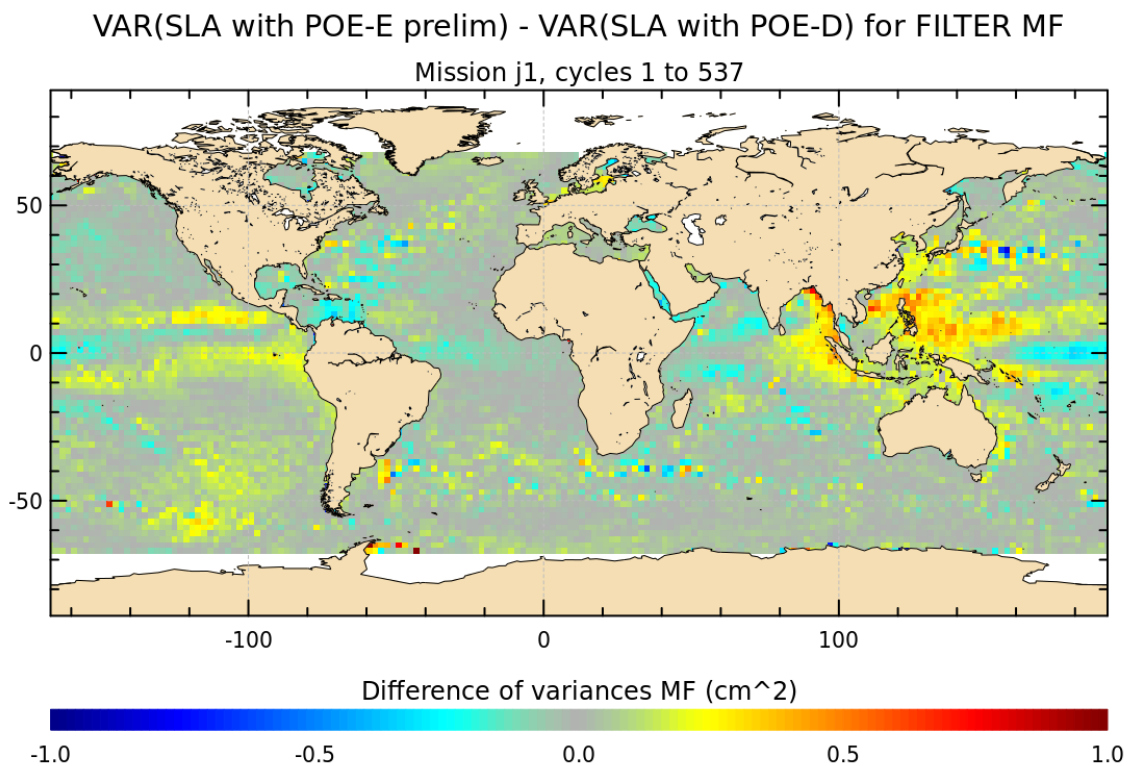 VAR(SLA with POE-E prelim) - VAR(SLA with POE-D) for FILTER MF
Mission j1, cycles 1 to 537
50
0
-50
-100 0 100
Difference of variances MF (cm^2)
-1.0 -0.5 0.0 0.5 1.0